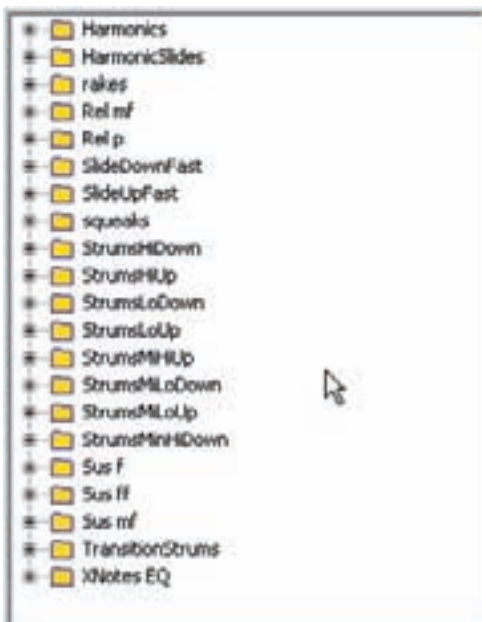 Harmonics
HarmonicSlides
rakes
Rel mf
Rel p
SlideDownFast
SlideUpFast
squeaks
StrumsHiDown
StrumsHiUp
StrumsLoDown
StrumsLoUp
StrumsMiHiUp
StrumsMiLoDown
StrumsMiLoUp
StrumsMinHiDown
Sus f
Sus ff
Sus mf
TransitionStrums
XNotes EQ